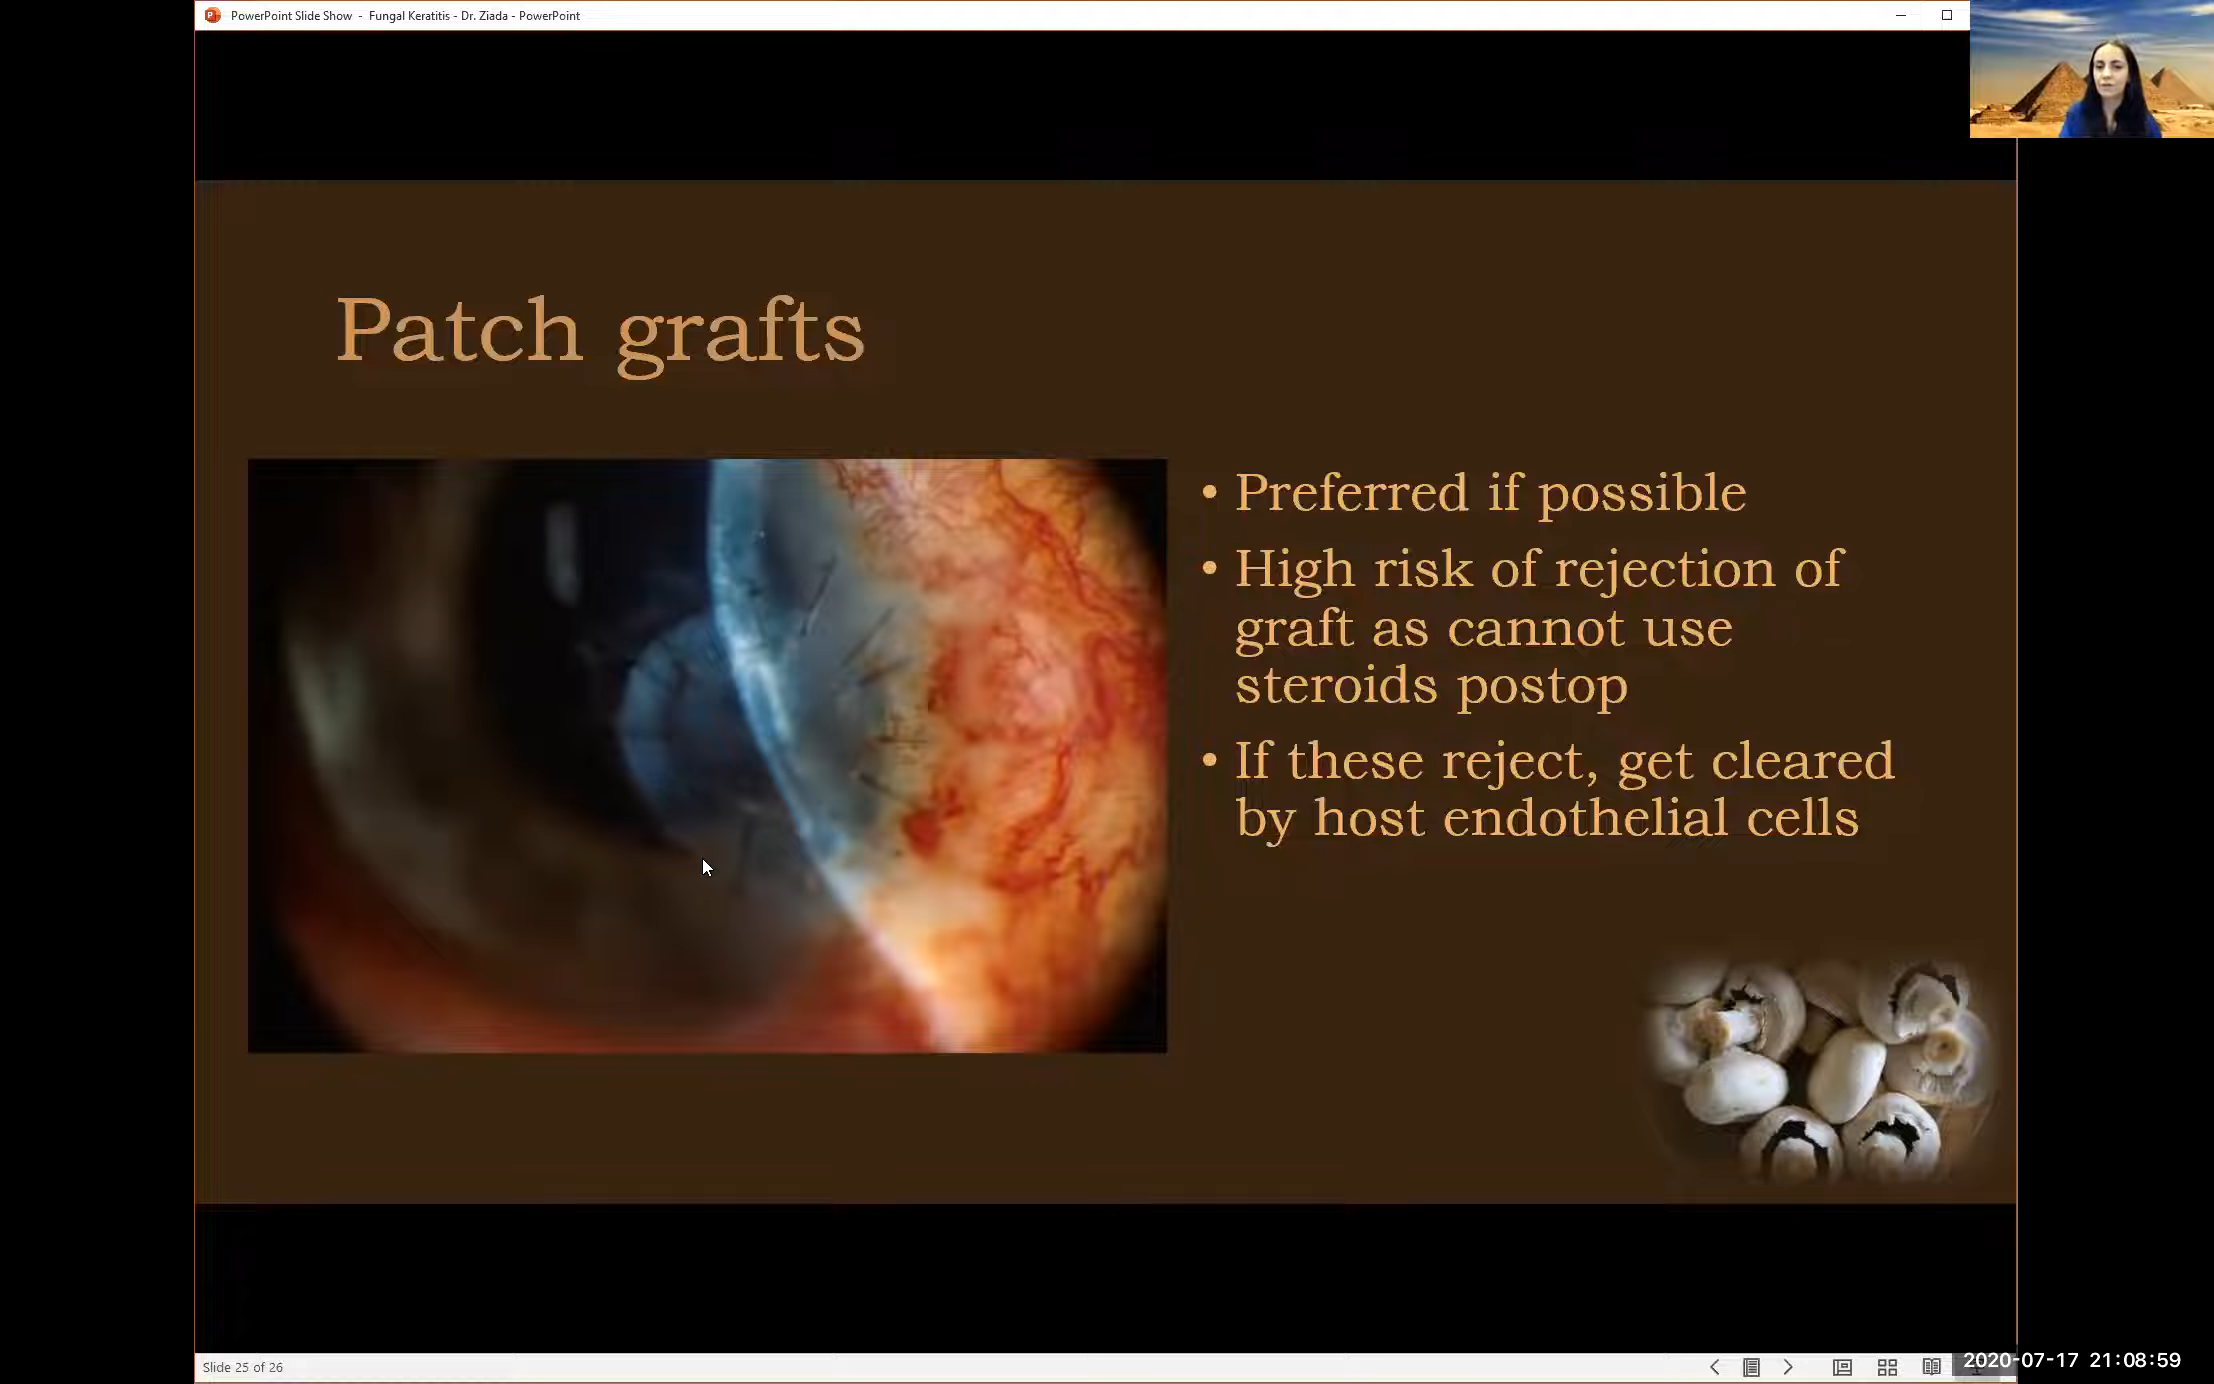 PowerPoint Slide Show - Fungal Keratitis - Dr. Ziada - PowerPoint
Patch grafts
• Preferred if possible
• High risk of rejection of
graft as cannot use
steroids postop
• If these reject, get cleared
by host endothelial cells
Slide 25 of 26
2020-07-17 21:08:59